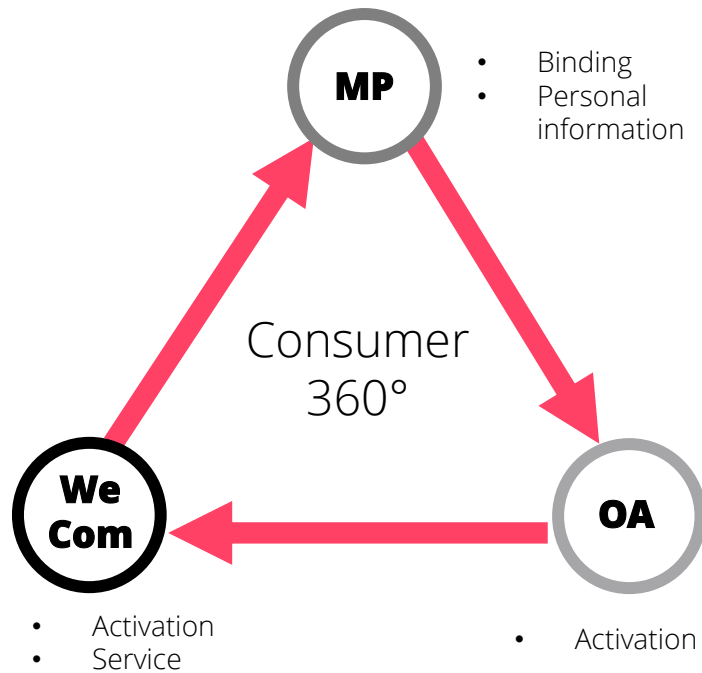 MP
• Binding
• Personal
information
Consumer
360°
We
Com
OA
• Activation
• Service
• Activation